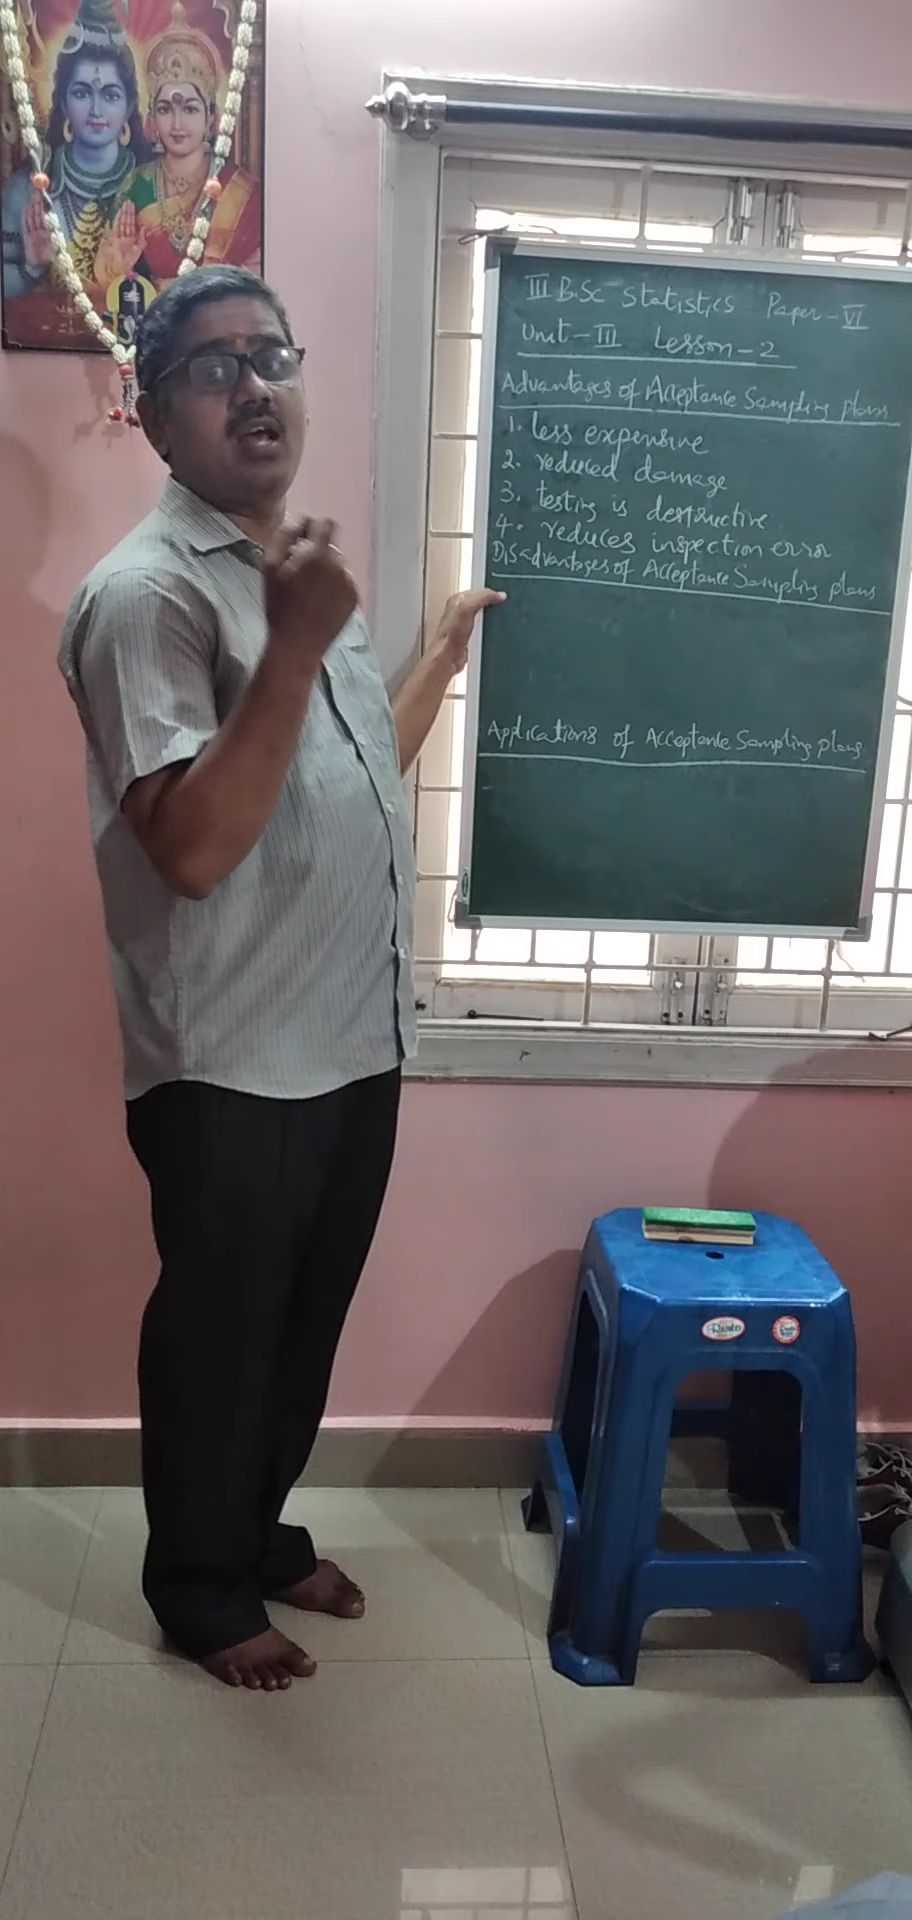 III B.Sc Statistics Paper-VI
Unit-III Lesson-2
Advantages of Acceptance Sampling plans
1. less expensive
2. reduced damage
3. testing is destructive
4. reduces inspection error
Disadvantages of Acceptance Sampling plans
Applications of Acceptance Sampling plans